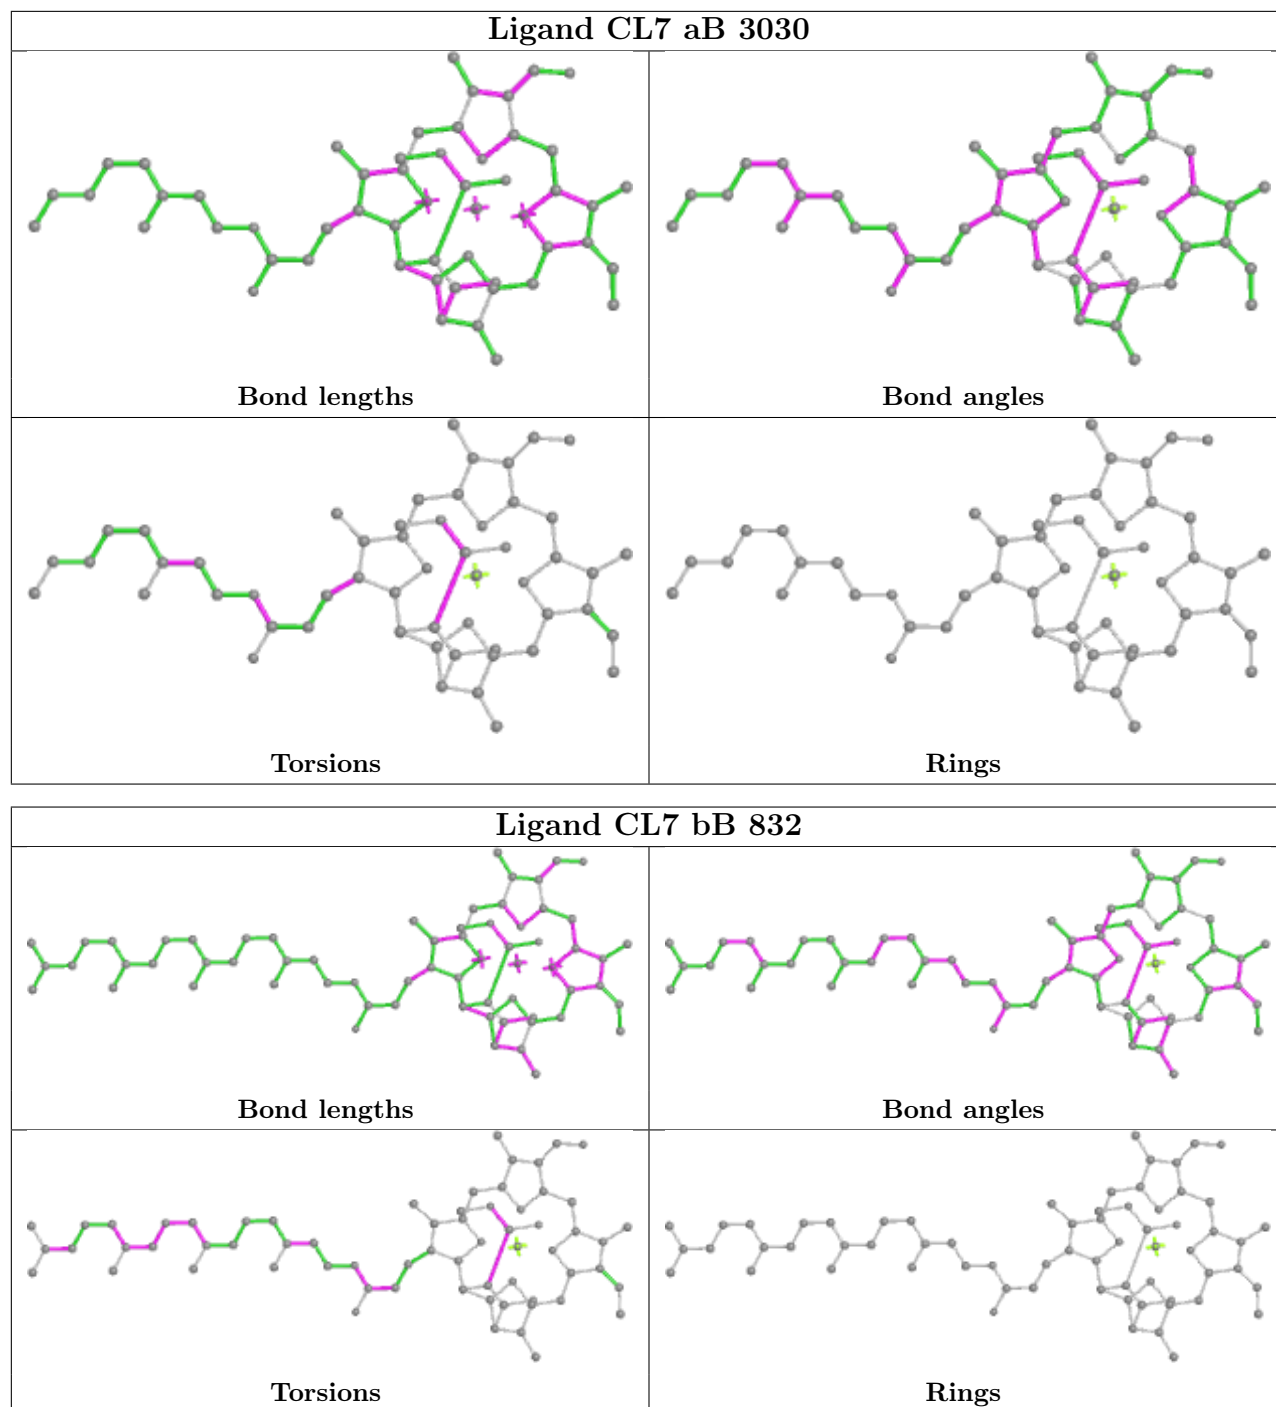 Ligand CL7 aB 3030
Bond lengths
Bond angles
Torsions
Rings
Ligand CL7 bB 832
Bond lengths
Bond angles
Torsions
Rings